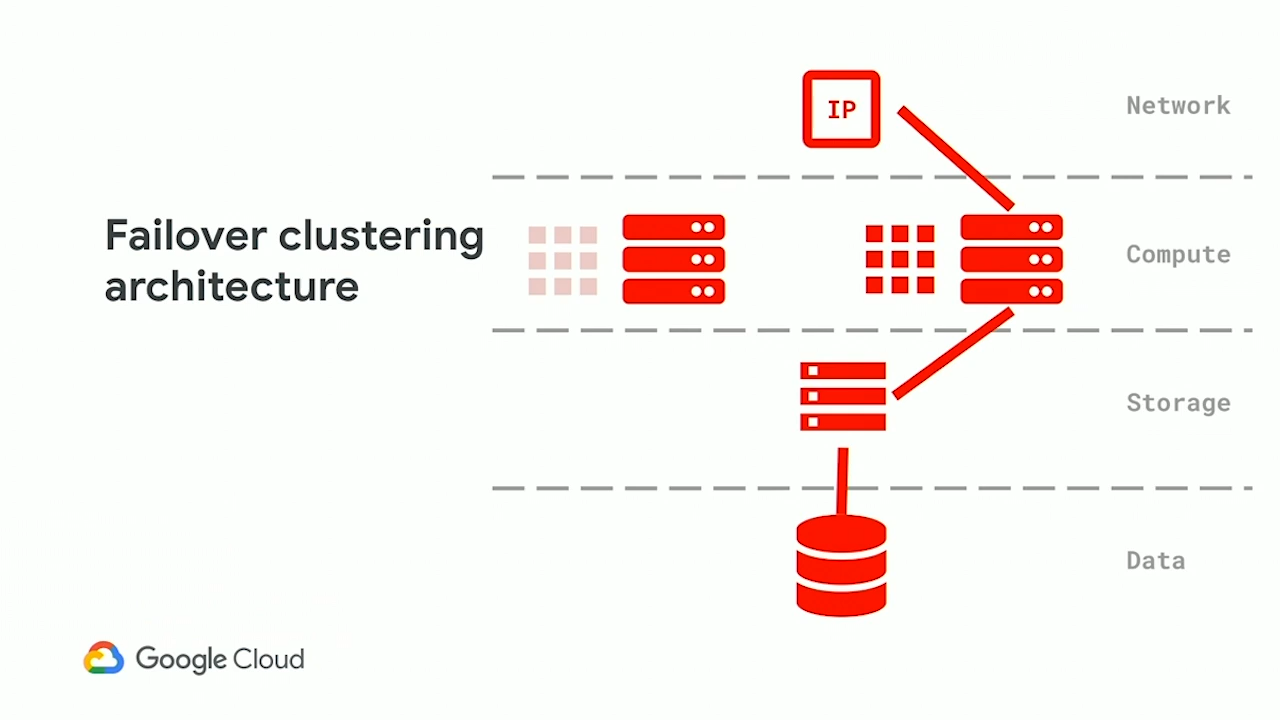 IP
Network
Failover clustering
architecture
Compute
Storage
Data
Google Cloud